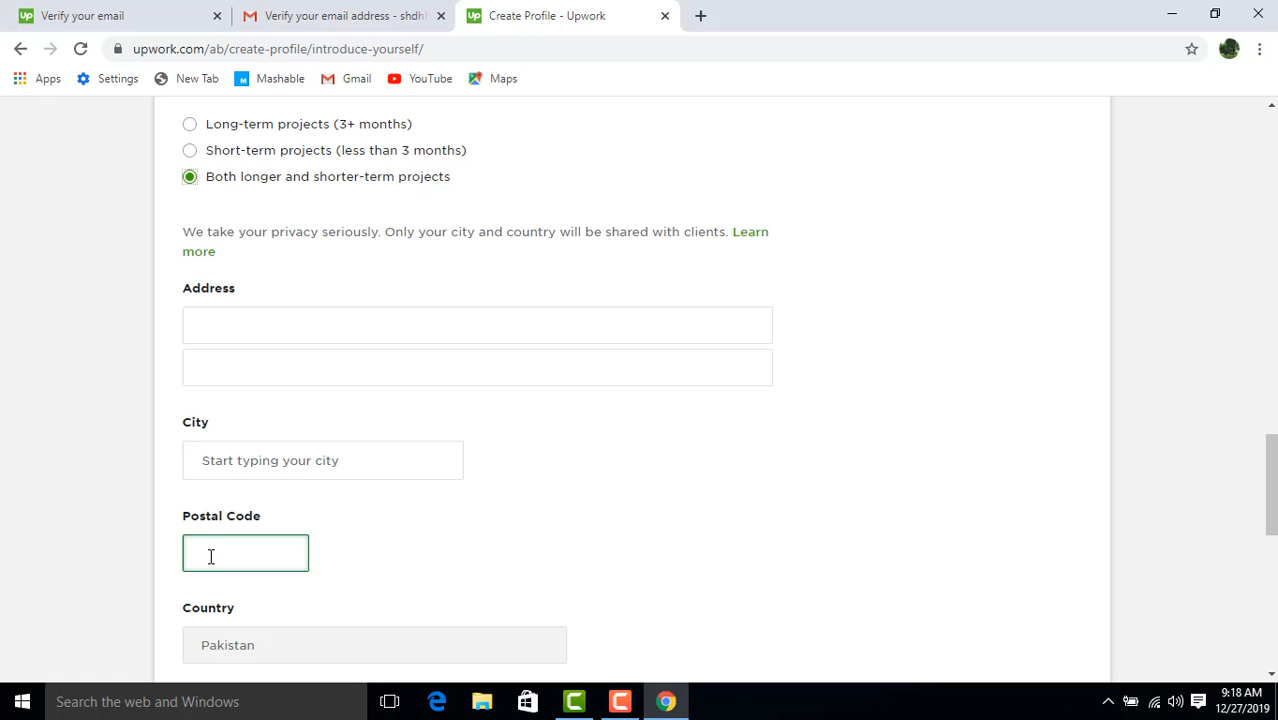 Up Verify your email
Verify your email address - shdh
Up Create Profile - Upwork
upwork.com/ab/create-profile/introduce-yourself/
Apps
Settings
New Tab
M Mashable
Gmail
YouTube
Maps
Long-term projects (3+ months)
Short-term projects (less than 3 months)
Both longer and shorter-term projects
We take your privacy seriously. Only your city and country will be shared with clients. Learn
more
Address
City
Start typing your city
Postal Code
Country
Pakistan
Search the web and Windows
9:18 AM
12/27/2019